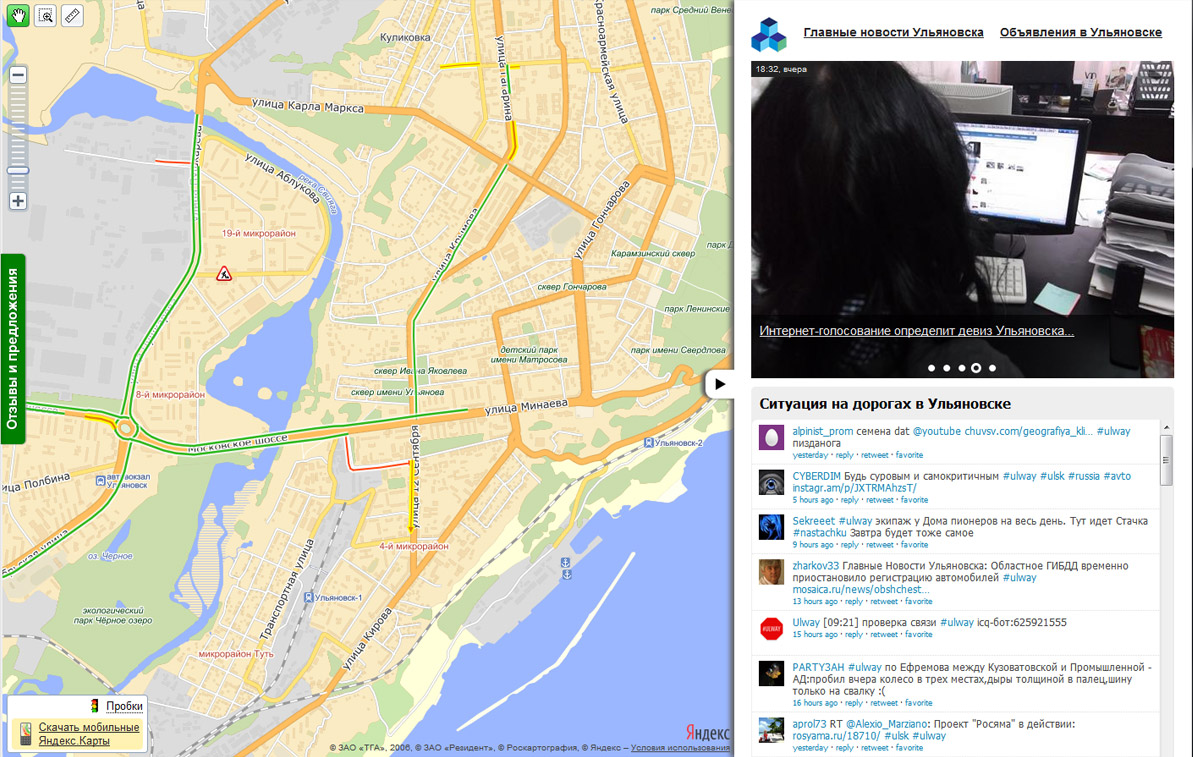 парк Средний Вене
Куликовка
Красноармейская улица
улица Гагарина
улица Карла Маркса
река Свияга
улица Аблукова
улица Гончарова
19-й микрорайон
Карамзинский сквер
сквер Гончарова
парк Ленинские
детский парк
имени Матросова
парк имени Свердлова
сквер Ивана Яковлева
сквер имени Ульянова
8-й микрорайон
улица Минаева
московское шоссе
Ульяновск-2
улица 12 Сентября
автовокзал
Ульяновск
4-й микрорайон
оз. Чёрное
экологический
парк Чёрное озеро
Ульяновск-1
микрорайон Туть
улица Кирова
Отзывы и предложения
Пробки
Скачать мобильные
Яндекс.Карты
Яндекс
© ЗАО «ТГА», 2006, © ЗАО «Резидент», © Роскартография, © Яндекс – Условия использования
Главные новости Ульяновска
Объявления в Ульяновске
18:32, вчера
Интернет-голосование определит девиз Ульяновска...
Ситуация на дорогах в Ульяновске
alpinist_prom семена dat @youtube chuvsv.com/geografiya_kli… #ulway
пизданога
yesterday · reply · retweet · favorite
CYBERDIM Будь суровым и самокритичным #ulway #ulsk #russia #avto
instagr.am/p/JXTRMAhzsT/
5 hours ago · reply · retweet · favorite
Sekreeet #ulway экипаж у Дома пионеров на весь день. Тут идет Стачка
#nastachku Завтра будет тоже самое
9 hours ago · reply · retweet · favorite
zharkov33 Главные Новости Ульяновска: Областное ГИБДД временно
приостановило регистрацию автомобилей #ulway
mosaica.ru/news/obshchest…
13 hours ago · reply · retweet · favorite
#ULWAY
Ulway [09:21] проверка связи #ulway icq-бот:625921555
15 hours ago · reply · retweet · favorite
PARTY3AH #ulway по Ефремова между Кузоватовской и Промышленной -
АД:пробил вчера колесо в трех местах,дыры толщиной в палец,шину
только на свалку :(
16 hours ago · reply · retweet · favorite
aprol73 RT @Alexio_Marziano: Проект "Росяма" в действии:
rosyama.ru/18710/ #ulsk #ulway
yesterday · reply · retweet · favorite